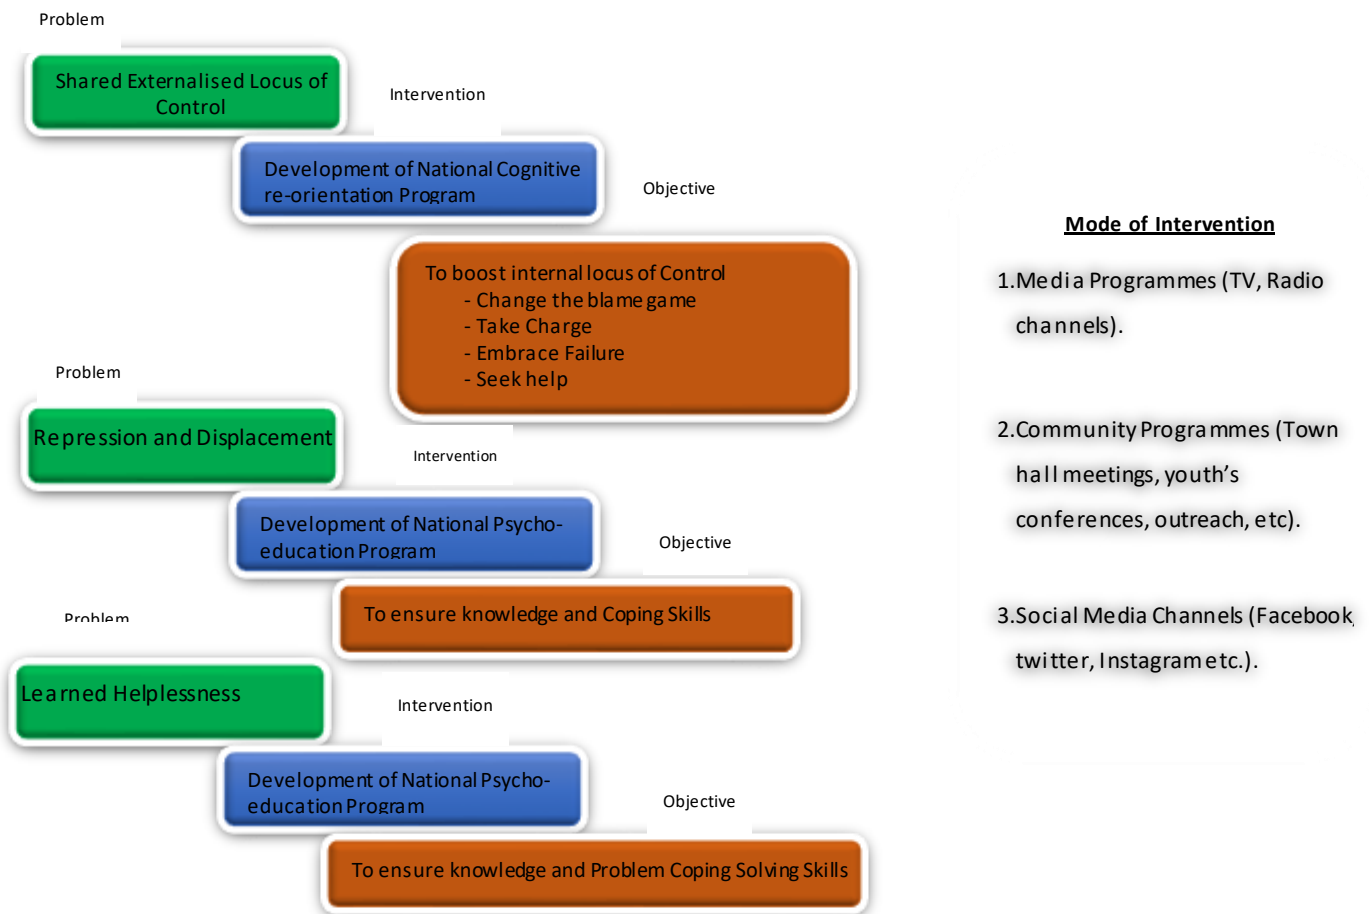 Problem
Shared Externalised Locus of
Control
Intervention
Development of National Cognitive
re-orientation Program
Objective
To boost internal locus of Control
- Change the blame game
- Take Charge
- Embrace Failure
- Seek help
Problem
Repression and Displacement
Intervention
Development of National Psycho-
education Program
Objective
To ensure knowledge and Coping Skills
Problem
Learned Helplessness
Intervention
Development of National Psycho-
education Program
Objective
To ensure knowledge and Problem Coping Solving Skills
Mode of Intervention
1.Media Programmes (TV, Radio
channels).
2.Community Programmes (Town
hall meetings, youth’s
conferences, outreach, etc).
3.Social Media Channels (Facebook,
twitter, Instagram etc.).